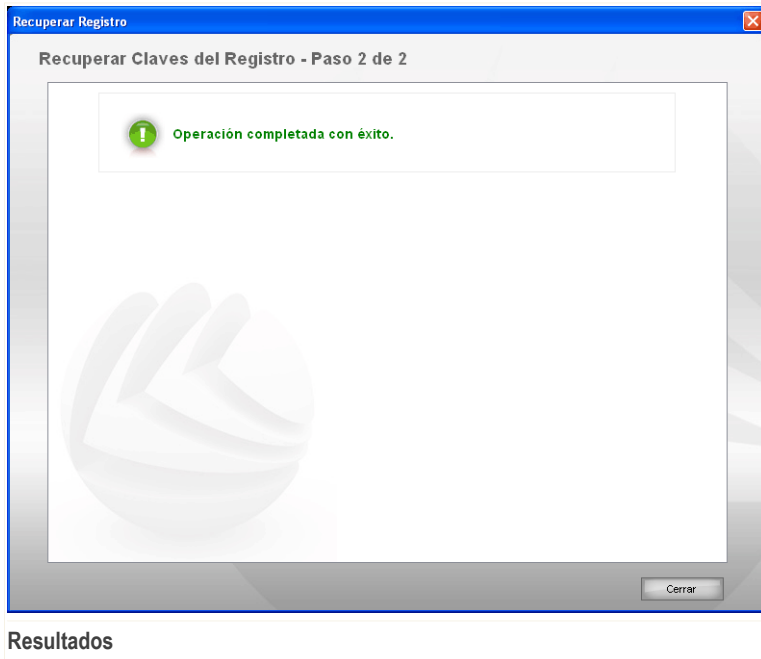 Recuperar Registro
Recuperar Claves del Registro - Paso 2 de 2
Operación completada con éxito.
Cerrar
Resultados